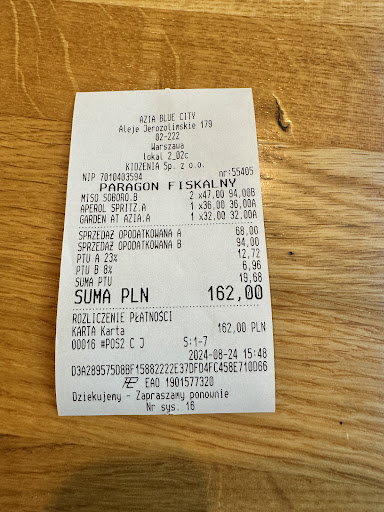 AZIA BLUE CITY
Aleje Jerozolimskie 179
02-222
Warszawa
lokal 2_02c
KIDZENIA Sp. z o.o.
NIP 7010403594 nr:55405
PARAGON FISKALNY
MISO SOBORO.B 2 x47,00 94,00B
APEROL SPRITZ.A 1 x36,00 36,00A
GARDEN AT AZIA.A 1 x32,00 32,00A
SPRZEDAŻ OPODATKOWANA A 68,00
SPRZEDAŻ OPODATKOWANA B 94,00
PTU A 23% 12,72
PTU B 8% 6,96
SUMA PTU 19,68
SUMA PLN 162,00
ROZLICZENIE PŁATNOŚCI
KARTA Karta 162,00 PLN
00016 #POS2 C J S:1-7
2024-08-24 15:48
D3A289575D8BF15882222E37DFD4FC458E710D66
EAO 1901577320
Dziekujemy - Zapraszamy ponownie
Nr sys. 16